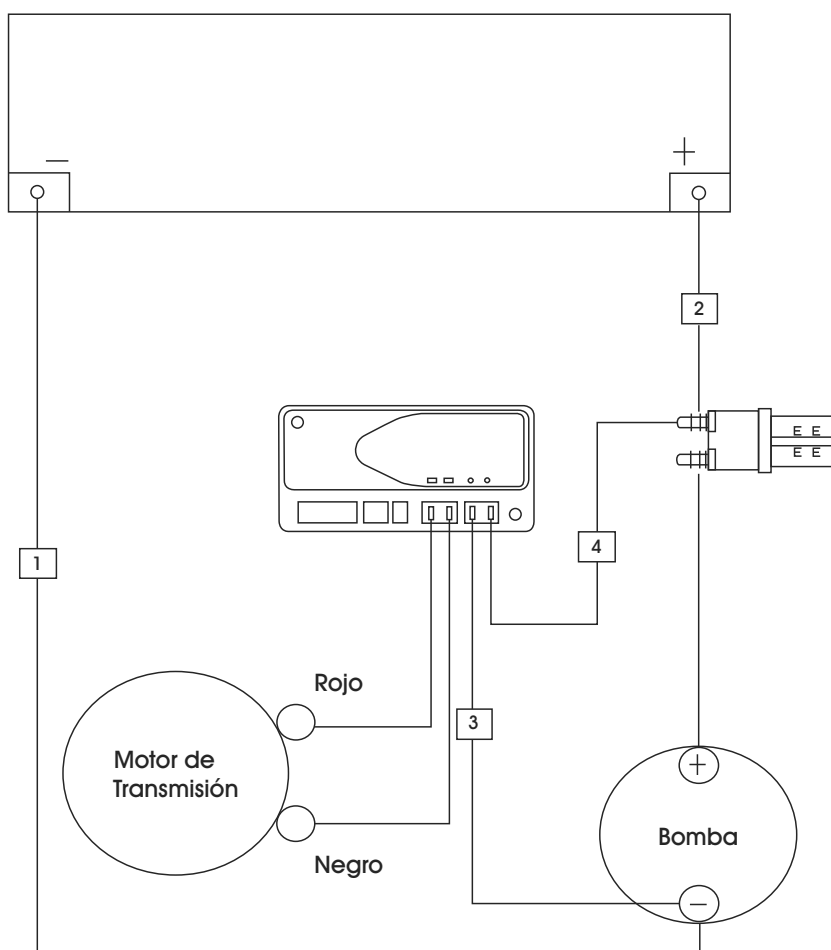 − +
2
E E
E E
4
1
Rojo
3
Motor de
Transmisión
+
Bomba
Negro
−